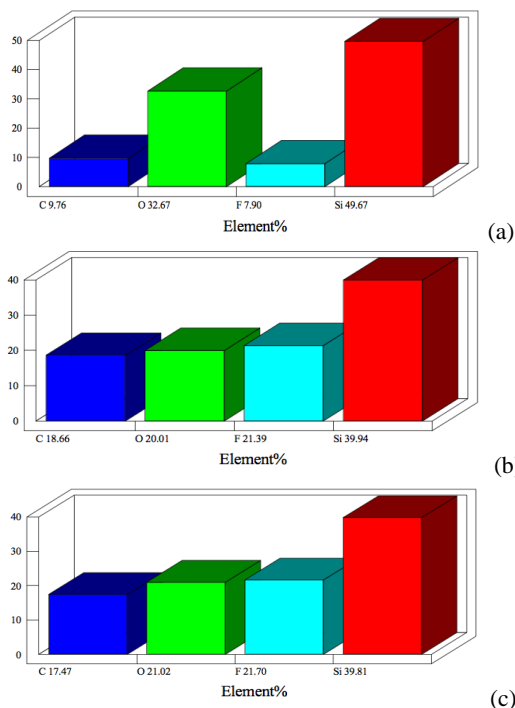 50
40
30
20
10
0
C 9.76 O 32.67 F 7.90 Si 49.67
Element%
(a)
40
30
20
10
0
C 18.66 O 20.01 F 21.39 Si 39.94
Element%
(b
40
30
20
10
0
C 17.47 O 21.02 F 21.70 Si 39.81
Element%
(c)